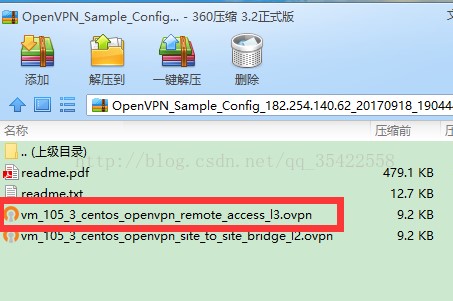 OpenVPN_Sample_Config_... - 360压缩 3.2正式版
添加 解压到 一键解压 删除
OpenVPN_Sample_Config_182.254.140.62_20170918_19044
名称 压缩前
.. (上级目录)
http://blog.csdn.net/qq_35422558
readme.pdf 479.1 KB
readme.txt 12.7 KB
vm_105_3_centos_openvpn_remote_access_l3.ovpn 9.2 KB
vm_105_3_centos_openvpn_site_to_site_bridge_l2.ovpn 9.2 KB